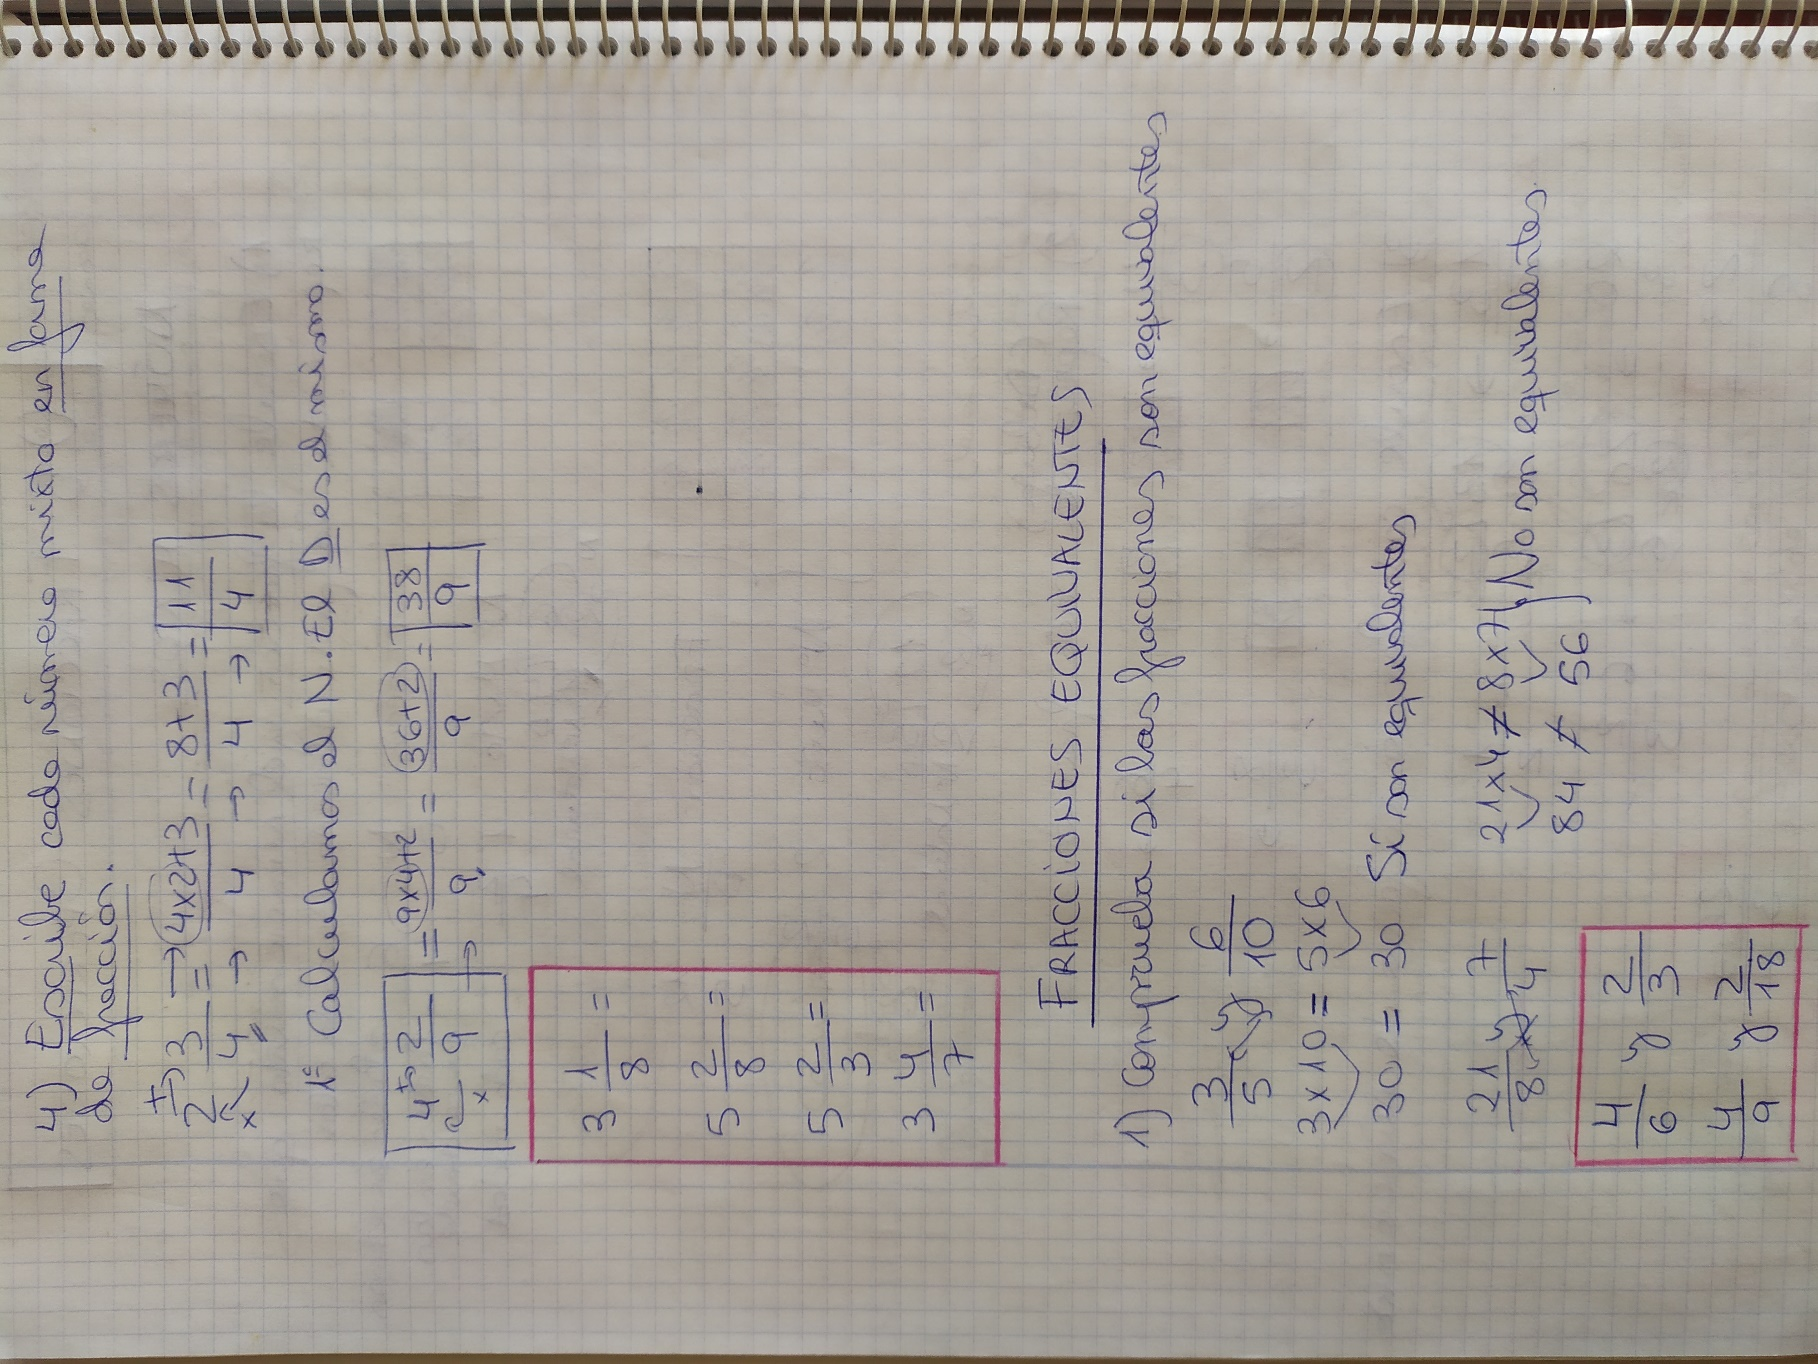 4) Escribe cada número mixto en forma
de fracción.
2 3/4 = 4x2+3/4 = 8+3/4 = 11/4
+ x → → → →
1º Calculamos el N. El D es el mismo.
4 2/9 = 9x4+2/9 = 36+2/9 = 38/9
+ x →
3 1/8 =
5 2/8 =
5 2/3 =
3 4/7 =
FRACCIONES EQUIVALENTES
1) Comprueba si las fracciones son equivalentes
3/5 y 6/10
3x10 = 5x6
30 = 30 Sí son equivalentes
21/8 y 7/4 21x4 ≠ 8x7 } No son equivalentes.
84 ≠ 56
4/6 y 2/3
4/9 y 2/18